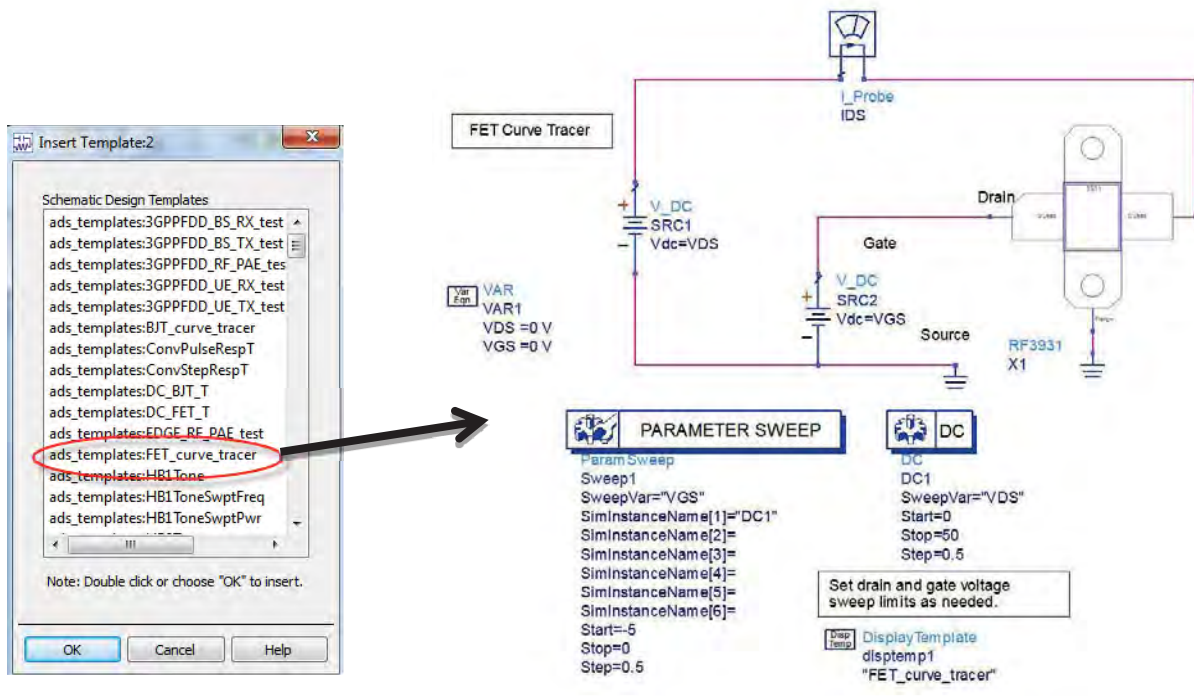 Insert Template:2
Schematic Design Templates
ads_templates:3GPPFDD_BS_RX_test
ads_templates:3GPPFDD_BS_TX_test
ads_templates:3GPPFDD_RF_PAE_tes
ads_templates:3GPPFDD_UE_RX_test
ads_templates:3GPPFDD_UE_TX_test
ads_templates:BJT_curve_tracer
ads_templates:ConvPulseRespT
ads_templates:ConvStepRespT
ads_templates:DC_BJT_T
ads_templates:DC_FET_T
ads_templates:EDGE_RF_PAE_test
ads_templates:FET_curve_tracer
ads_templates:HB1Tone
ads_templates:HB1ToneSwptFreq
ads_templates:HB1ToneSwptPwr
Note: Double click or choose "OK" to insert.
OK
Cancel
Help
FET Curve Tracer
I_Probe
IDS
V_DC
SRC1
Vdc=VDS
Drain
Gate
V_DC
SRC2
Vdc=VGS
Source
RF3931
X1
Var
Eqn
VAR
VAR1
VDS =0 V
VGS =0 V
PARAMETER SWEEP
ParamSweep
Sweep1
SweepVar="VGS"
SimInstanceName[1]="DC1"
SimInstanceName[2]=
SimInstanceName[3]=
SimInstanceName[4]=
SimInstanceName[5]=
SimInstanceName[6]=
Start=-5
Stop=0
Step=0.5
DC
DC
DC1
SweepVar="VDS"
Start=0
Stop=50
Step=0.5
Set drain and gate voltage
sweep limits as needed.
Disp
Temp
DisplayTemplate
disptemp1
"FET_curve_tracer"